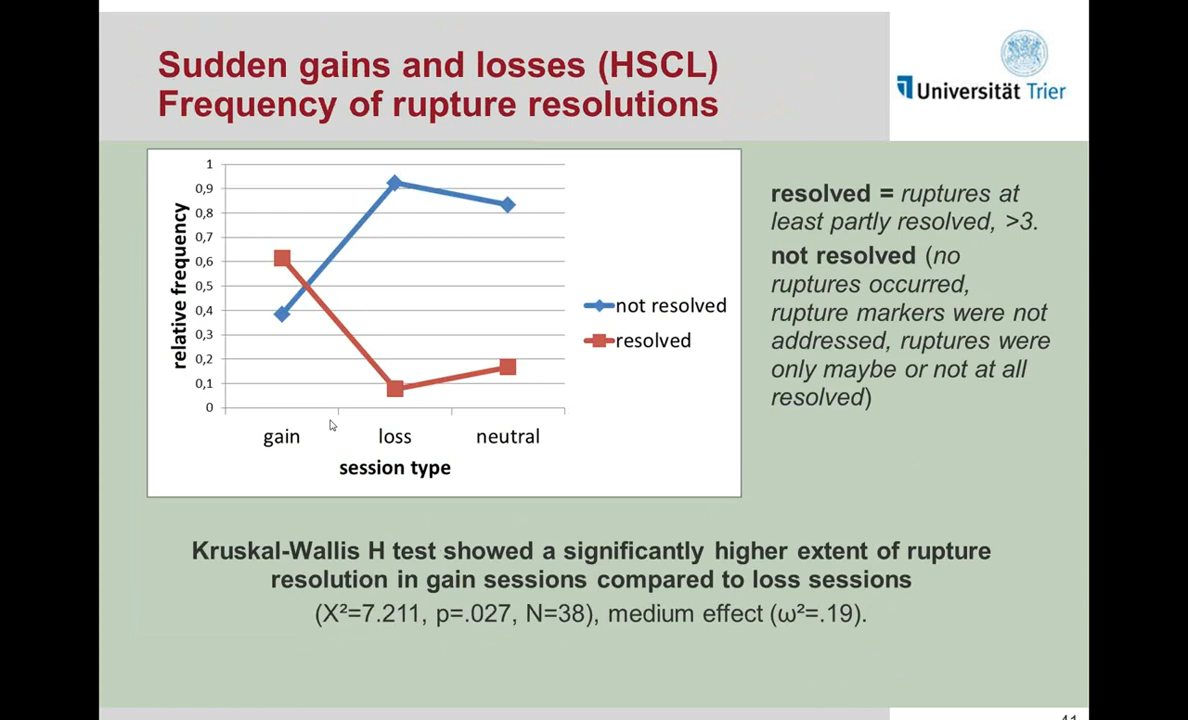 Sudden gains and losses (HSCL)
Frequency of rupture resolutions
Universität Trier
1
0,9
0,8
0,7
0,6
0,5
0,4
0,3
0,2
0,1
0
relative frequency
gain
loss
neutral
session type
not resolved
resolved
resolved = ruptures at
least partly resolved, >3.
not resolved (no
ruptures occurred,
rupture markers were not
addressed, ruptures were
only maybe or not at all
resolved)
Kruskal-Wallis H test showed a significantly higher extent of rupture
resolution in gain sessions compared to loss sessions
(X²=7.211, p=.027, N=38), medium effect (ω²=.19).